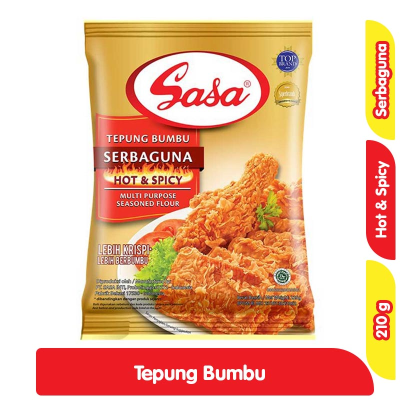 Sasa®
TOP
BRAND
TEPUNG BUMBU
SERBAGUNA
HOT & SPICY
MULTI PURPOSE
SEASONED FLOUR
LEBIH KRISPI,
LEBIH BERBUMBU*
Serbaguna
Hot & Spicy
210 g
Tepung Bumbu